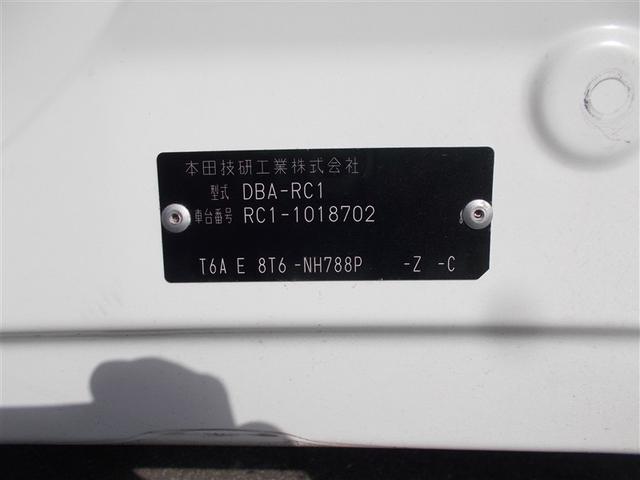 本田技研工業株式会社
型式 DBA-RC1
車台番号 RC1-1018702
T6A E 8T6 -NH788P -Z -C